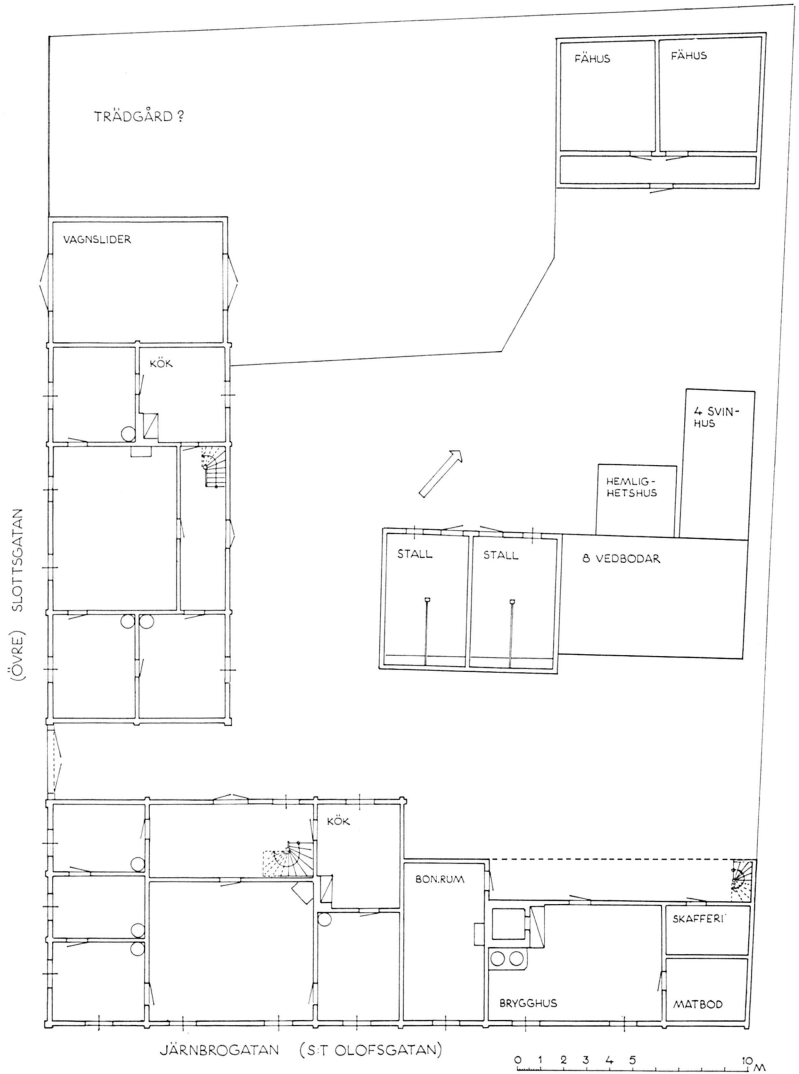 FÄHUS
FÄHUS
TRÄDGÅRD?
VAGNSLIDER
KÖK
4 SVIN-
HUS
HEMLIG-
HETSHUS
STALL
STALL
8 VEDBODAR
(ÖVRE) SLOTTSGATAN
KÖK
BON.RUM
SKAFFERI
BRYGGHUS
MATBOD
JÄRNBROGATAN (S:T OLOFSGATAN)
0 1 2 3 4 5 10 M